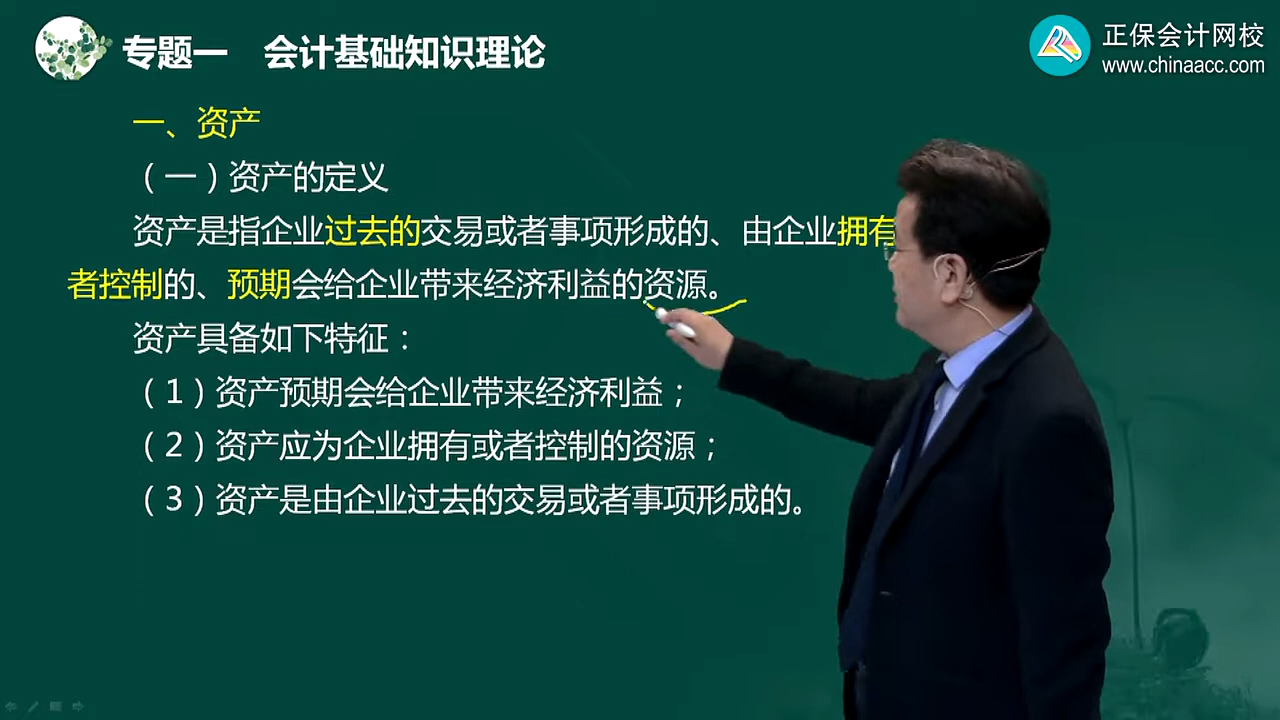 专题一 会计基础知识理论
正保会计网校
www.chinaacc.com
一、资产
（一）资产的定义
资产是指企业过去的交易或者事项形成的、由企业拥有
者控制的、预期会给企业带来经济利益的资源。
资产具备如下特征：
（1）资产预期会给企业带来经济利益；
（2）资产应为企业拥有或者控制的资源；
（3）资产是由企业过去的交易或者事项形成的。